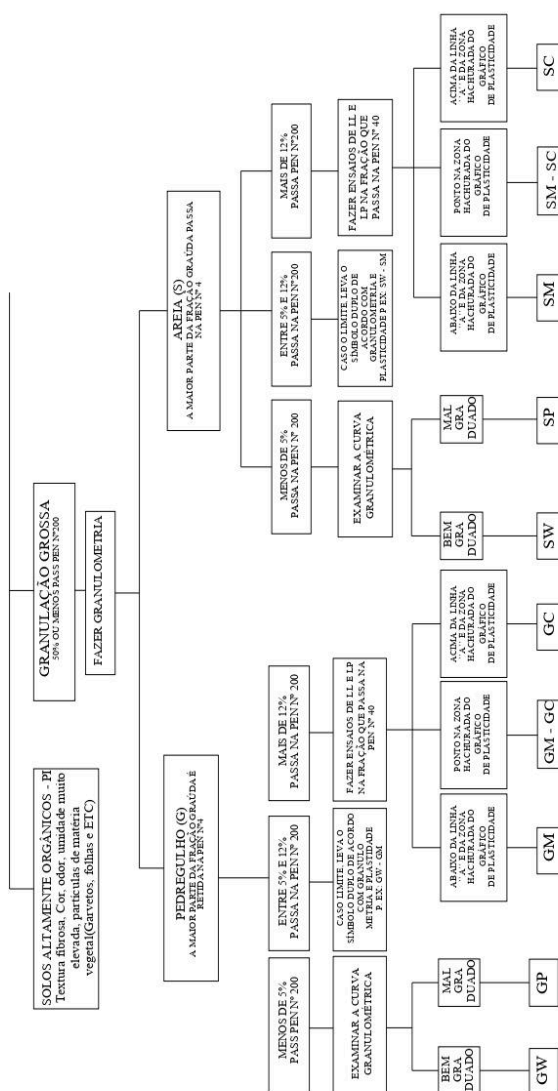 SOLOS ALTAMENTE ORGÂNICOS - PI
Textura fibrosa, Cor, odor, umidade muito
elevada, partículas de matéria
vegetal(Garvetos, folhas e ETC)
GRANULAÇÃO GROSSA
50% OU MENOS PASS PEN Nº200
FAZER GRANULOMETRIA
PEDREGULHO (G)
A MAIOR PARTE DA FRAÇÃO GRAÚDA É
RETIDA NA PEN Nº4
AREIA (S)
A MAIOR PARTE DA FRAÇÃO GRAÚDA PASSA
NA PEN Nº 4
MENOS DE 5%
PASS PEN Nº 200
ENTRE 5% E 12%
PASSA NA PEN Nº 200
MAIS DE 12%
PASSA NA PEN Nº 200
MENOS DE 5%
PASSA NA PEN Nº 200
ENTRE 5% E 12%
PASSA NA PEN Nº200
MAIS DE 12%
PASSA PEN Nº200
EXAMINAR A CURVA
GRANULOMÉTRICA
CASO LIMITE, LEVA O
SÍMBOLO DUPLO DE ACORDO
COM GRANULO
METRIA E PLASTIDADE
P. EX: GW - GM
FAZER ENSAIOS DE LL E LP
NA FRAÇÃO QUE PASSA NA
PEN Nº 40
EXAMINAR A CURVA
GRANULOMÉTRICA
CASO O LIMITE, LEVA O
SÍMBOLO DUPLO DE
ACORDO COM
GRANULOMETRIA E
PLASTICIDADE P EX: SW - SM
FAZER ENSAIOS DE LL E
LP NA FRAÇÃO QUE
PASSA NA PEN Nº 40
BEM
GRA
DUADO
MAL
GRA
DUADO
ABAIXO DA LINHA
"A" E DA ZONA
HACHURADA DO
GRÁFICO
DE PLASTICIDADE
PONTO NA ZONA
HACHURADA DO
GRÁFICO
DE PLASTICIDADE
ACIMA DA LINHA
"A" E DA ZONA
HACHURADA DO
GRÁFICO
DE PLASTICIDADE
BEM
GRA
DUADO
MAL
GRA
DUADO
ABAIXO DA LINHA
"A" E DA ZONA
HACHURADA DO
GRÁFICO
DE PLASTICIDADE
PONTO NA ZONA
HACHURADA DO
GRÁFICO
DE PLASTICIDADE
ACIMA DA LINHA
"A" E DA ZONA
HACHURADA DO
GRÁFICO
DE PLASTICIDADE
GW
GP
GM
GM - GC
GC
SW
SP
SM
SM - SC
SC